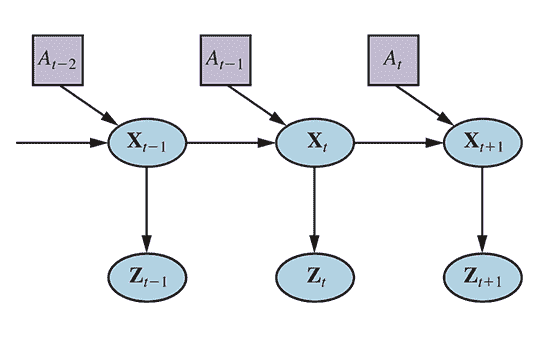 A_{t−2} A_{t−1} A_t
X_{t−1} X_t X_{t+1}
Z_{t−1} Z_t Z_{t+1}